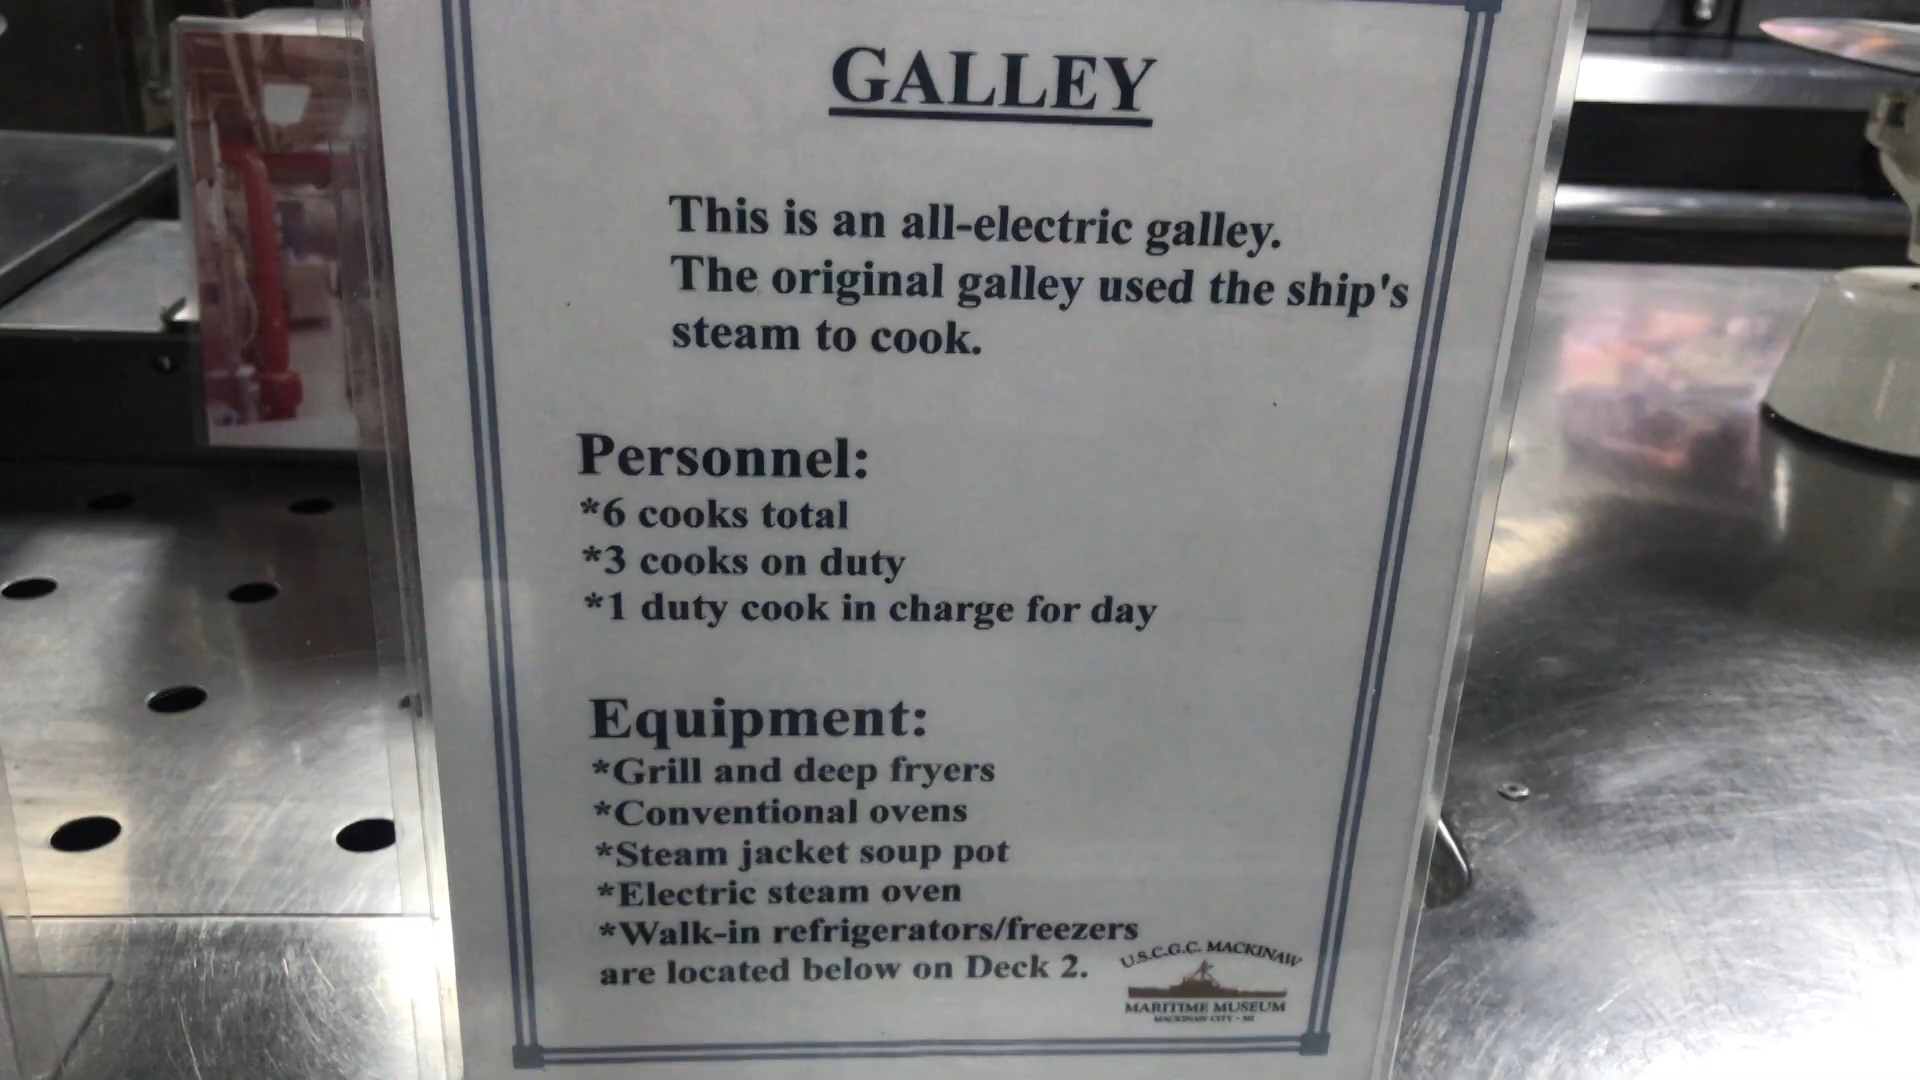 GALLEY
This is an all-electric galley.
The original galley used the ship's
steam to cook.
Personnel:
*6 cooks total
*3 cooks on duty
*1 duty cook in charge for day
Equipment:
*Grill and deep fryers
*Conventional ovens
*Steam jacket soup pot
*Electric steam oven
*Walk-in refrigerators/freezers
are located below on Deck 2.
U.S.C.G.C. MACKINAW
MARITIME MUSEUM
MACKINAW CITY - MI